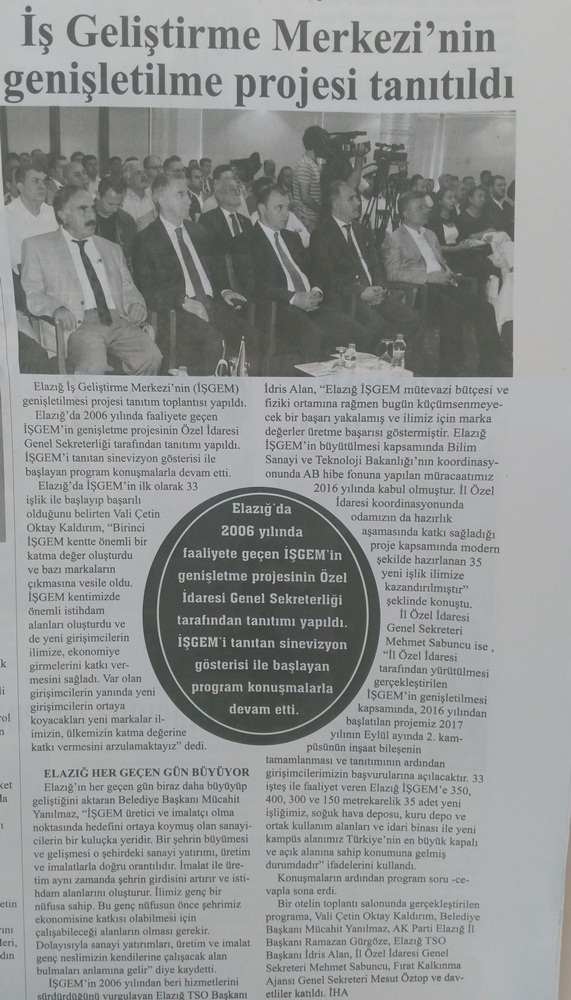 İş Geliştirme Merkezi’nin
genişletilme projesi tanıtıldı
Elazığ İş Geliştirme Merkezi’nin (İŞGEM)
genişletilmesi projesi tanıtım toplantısı yapıldı.
Elazığ’da 2006 yılında faaliyete geçen
İŞGEM’in genişletme projesinin Özel İdaresi
Genel Sekreterliği tarafından tanıtımı yapıldı.
İŞGEM’i tanıtan sinevizyon gösterisi ile
başlayan program konuşmalarla devam etti.
Elazığ’da İŞGEM’in ilk olarak 33
işlik ile başlayıp başarılı
olduğunu belirten Vali Çetin
Oktay Kaldırım, “Birinci
İŞGEM kentte önemli bir
katma değer oluşturdu
ve bazı markaların
çıkmasına vesile oldu.
İŞGEM kentimizde
önemli istihdam
alanları oluşturdu ve
de yeni girişimcilerin
ilimize, ekonomiye
girmelerini katkı ver-
mesini sağladı. Var olan
girişimcilerin yanında yeni
girişimcilerin ortaya
koyacakları yeni markalar il-
imizin, ülkemizin katma değerine
katkı vermesini arzulamaktayız” dedi.
ELAZIĞ HER GEÇEN GÜN BÜYÜYOR
Elazığ’ın her geçen gün biraz daha büyüyüp
geliştiğini aktaran Belediye Başkanı Mücahit
Yanılmaz, “İŞGEM üretici ve imalatçı olma
noktasında hedefini ortaya koymuş olan sanayi-
cilerin bir kuluçka yeridir. Bir şehrin büyümesi
ve gelişmesi o şehirdeki sanayi yatırımı, üretim
ve imalatlarla doğru orantılıdır. İmalat ile üre-
tim aynı zamanda şehrin girdisini artırır ve isti-
hdam alanlarını oluşturur. İlimiz genç bir
nüfusa sahip. Bu genç nüfusun önce şehrimiz
ekonomisine katkısı olabilmesi için
çalışabileceği alanların olması gerekir.
Dolayısıyla sanayi yatırımları, üretim ve imalat
genç neslimizin kendilerine çalışacak alan
bulmaları anlamına gelir” diye kaydetti.
İŞGEM’in 2006 yılından beri hizmetlerini
sürdürdüğünü vurgulayan Elazığ TSO Başkanı
Elazığ’da
2006 yılında
faaliyete geçen İŞGEM’in
genişletme projesinin Özel
İdaresi Genel Sekreterliği
tarafından tanıtımı yapıldı.
İŞGEM’i tanıtan sinevizyon
gösterisi ile başlayan
program konuşmalarla
devam etti.
İdris Alan, “Elazığ İŞGEM mütevazi bütçesi ve
fiziki ortamına rağmen bugün küçümsenmeye-
cek bir başarı yakalamış ve ilimiz için marka
değerler üretme başarısı göstermiştir. Elazığ
İŞGEM’in büyütülmesi kapsamında Bilim
Sanayi ve Teknoloji Bakanlığı’nın koordinasy-
onunda AB hibe fonuna yapılan müracaatımız
2016 yılında kabul olmuştur. İl Özel
İdaresi koordinasyonunda
odamızın da hazırlık
aşamasında katkı sağladığı
proje kapsamında modern
şekilde hazırlanan 35
yeni işlik ilimize
kazandırılmıştır”
şeklinde konuştu.
İl Özel İdaresi
Genel Sekreteri
Mehmet Sabuncu ise ,
“İl Özel İdaresi
tarafından yürütülmesi
gerçekleştirilen
İŞGEM’in genişletilmesi
kapsamında, 2016 yılından
başlatılan projemiz 2017
yılının Eylül ayında 2. kam-
püsünün inşaat bileşenin
tamamlanması ve tanıtımının ardından
girişimcilerimizin başvurularına açılacaktır. 33
işteş ile faaliyet veren Elazığ İŞGEM’e 350,
400, 300 ve 150 metrekarelik 35 adet yeni
işliğimiz, soğuk hava deposu, kuru depo ve
ortak kullanım alanları ve idari binası ile yeni
kampüs alanımız Türkiye’nin en büyük kapalı
ve açık alanına sahip konumuna gelmiş
durumdadır” ifadelerini kullandı.
Konuşmaların ardından program soru -ce-
vapla sona erdi.
Bir otelin toplantı salonunda gerçekleştirilen
programa, Vali Çetin Oktay Kaldırım, Belediye
Başkanı Mücahit Yanılmaz, AK Parti Elazığ İl
Başkanı Ramazan Gürgöze, Elazığ TSO
Başkanı İdris Alan, İl Özel İdaresi Genel
Sekreteri Mehmet Sabuncu, Fırat Kalkınma
Ajansı Genel Sekreteri Mesut Öztop ve dav-
etliler katıldı. İHA